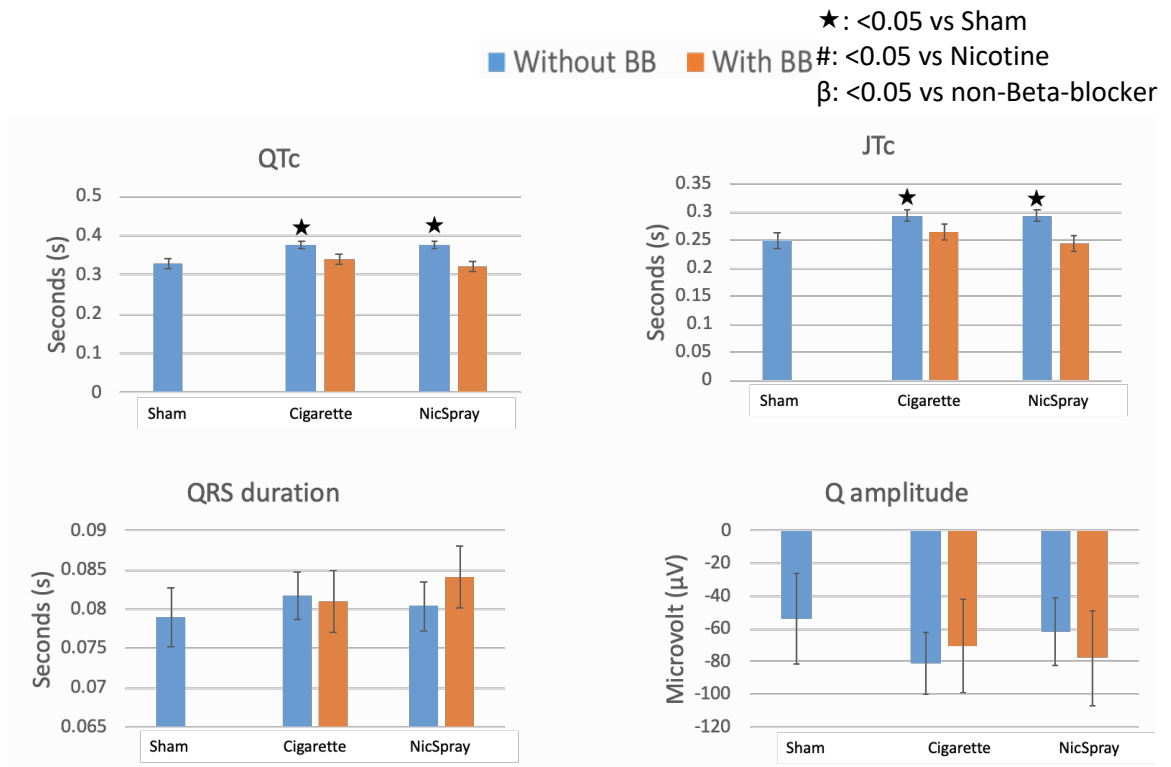 ★: <0.05 vs Sham
Without BB With BB #: <0.05 vs Nicotine
β: <0.05 vs non-Beta-blocker
QTc
Seconds (s)
0.5
0.4
0.3
0.2
0.1
0
★ ★
Sham Cigarette NicSpray
JTc
Seconds (s)
0.35
0.3
0.25
0.2
0.15
0.1
0.05
0
★ ★
Sham Cigarette NicSpray
QRS duration
Seconds (s)
0.09
0.085
0.08
0.075
0.07
0.065
Sham Cigarette NicSpray
Q amplitude
Microvolt (μV)
0
-20
-40
-60
-80
-100
-120
Sham Cigarette NicSpray